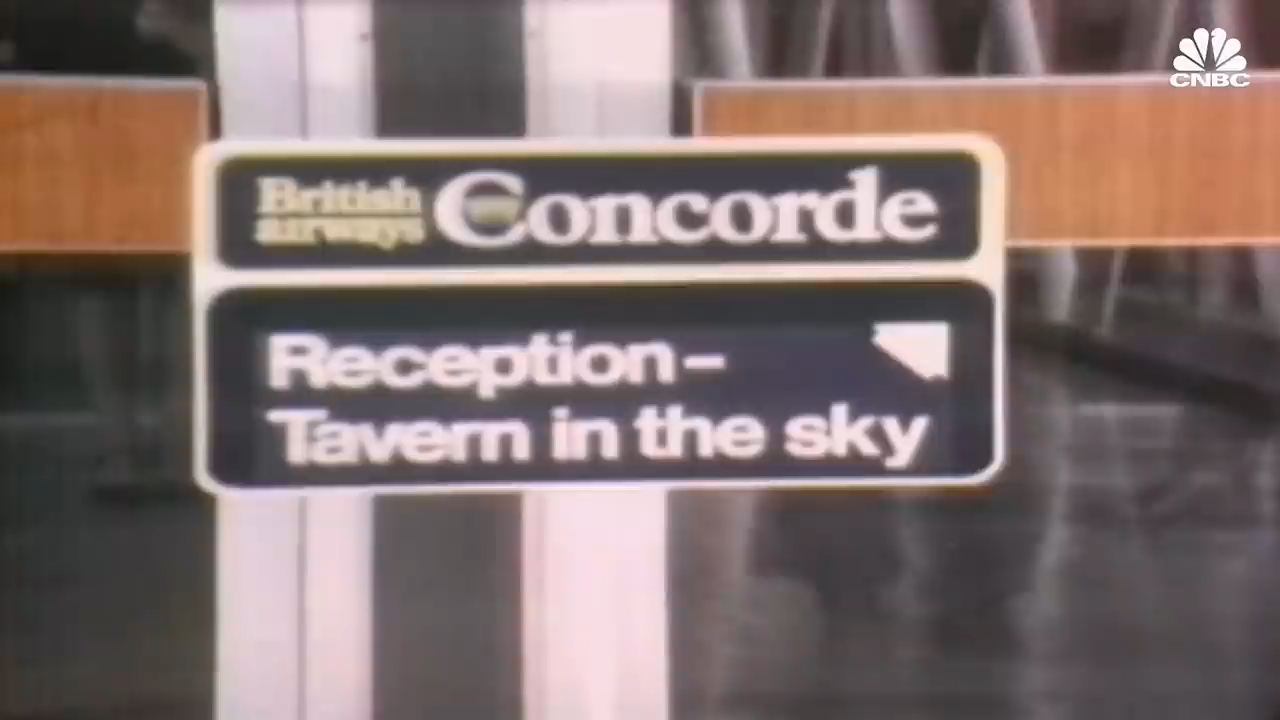 CNBC
British
airways
Concorde
Reception-
Tavern in the sky